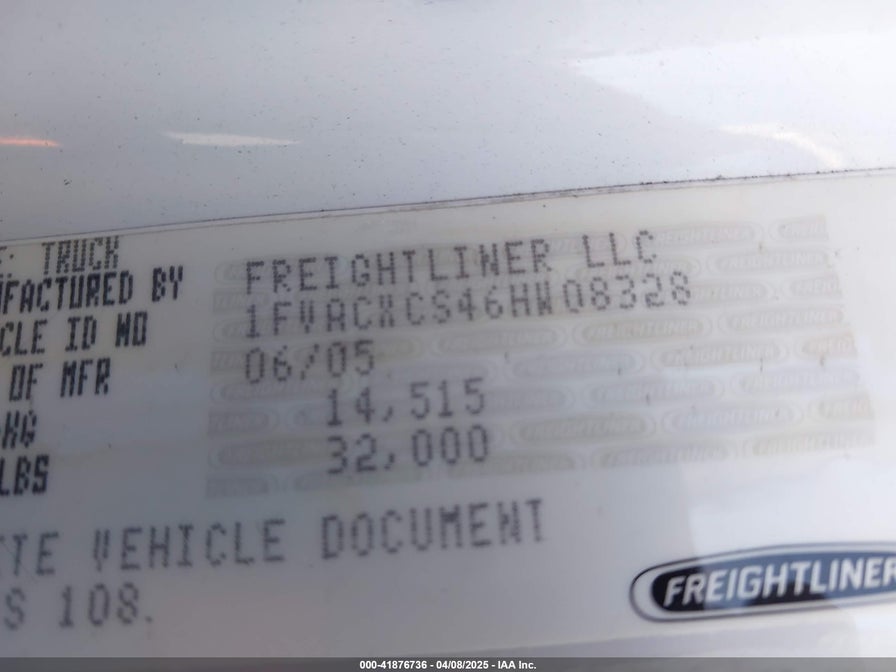 TRUCK
UFACTURED BY FREIGHTLINER LLC
CLE ID NO 1FVACXCS46HW08328
OF MFR 06/05
KG 14,515
LBS 32,000
TE VEHICLE DOCUMENT
S 108.
FREIGHTLINER
000-41876736 - 04/08/2025 - IAA Inc.